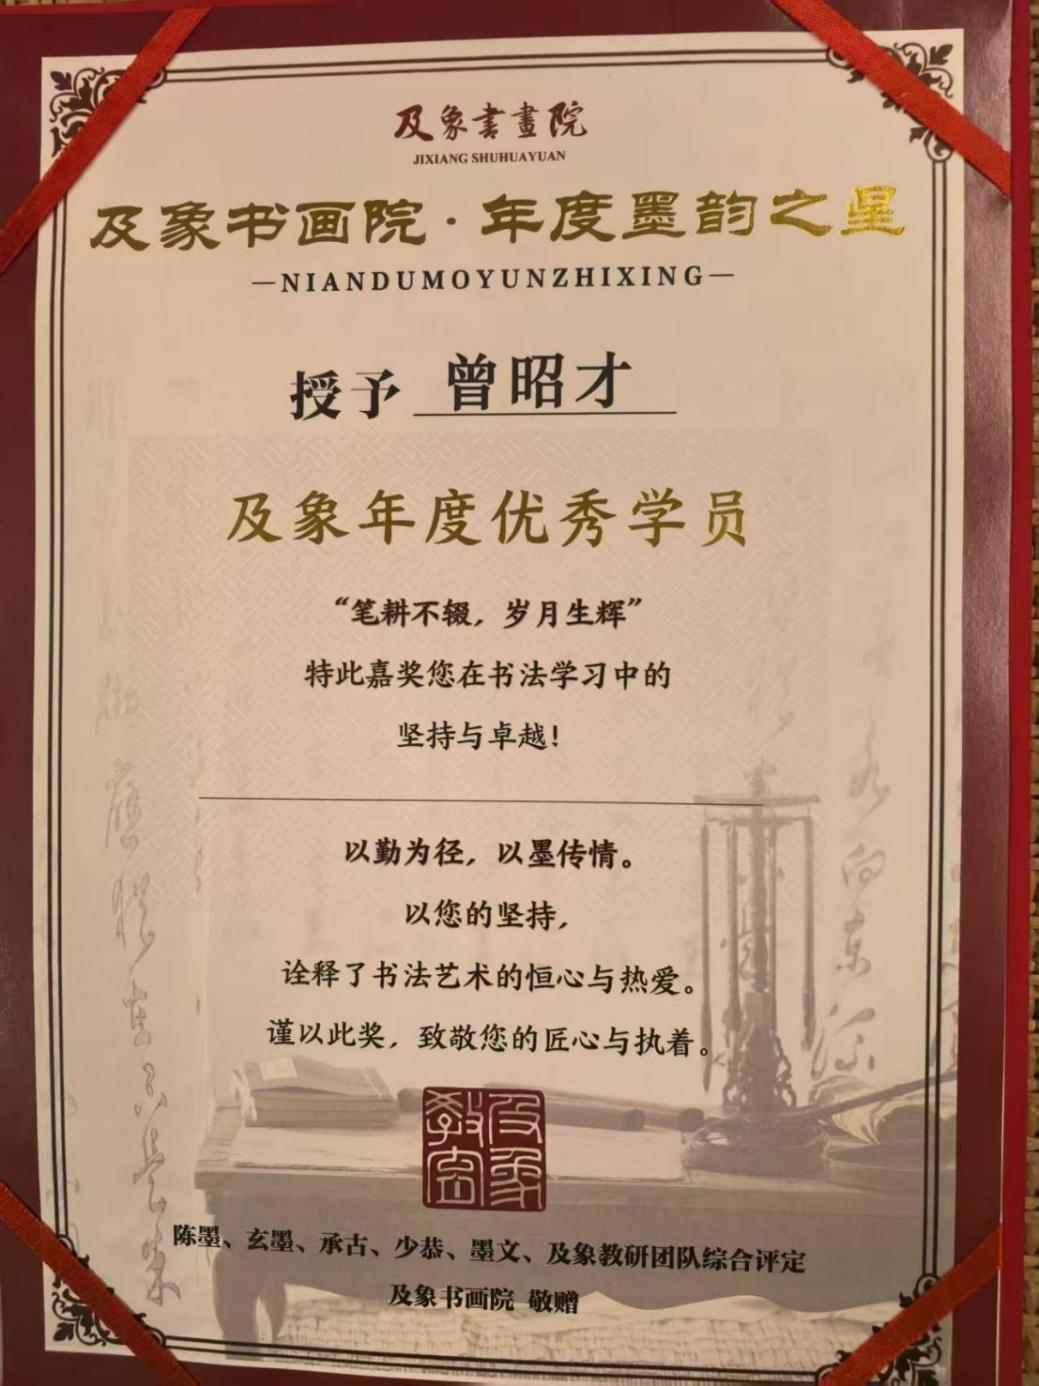 及象書畫院
JIXIANG SHUHUAYUAN
及象书画院·年度墨韵之星
—NIANDUMOYUNZHIXING—
授予 曾昭才
及象年度优秀学员
“笔耕不辍，岁月生辉”
特此嘉奖您在书法学习中的
坚持与卓越！
以勤为径，以墨传情。
以您的坚持，
诠释了书法艺术的恒心与热爱。
谨以此奖，致敬您的匠心与执着。
陈墨、玄墨、承古、少恭、墨文、及象教研团队综合评定
及象书画院 敬赠